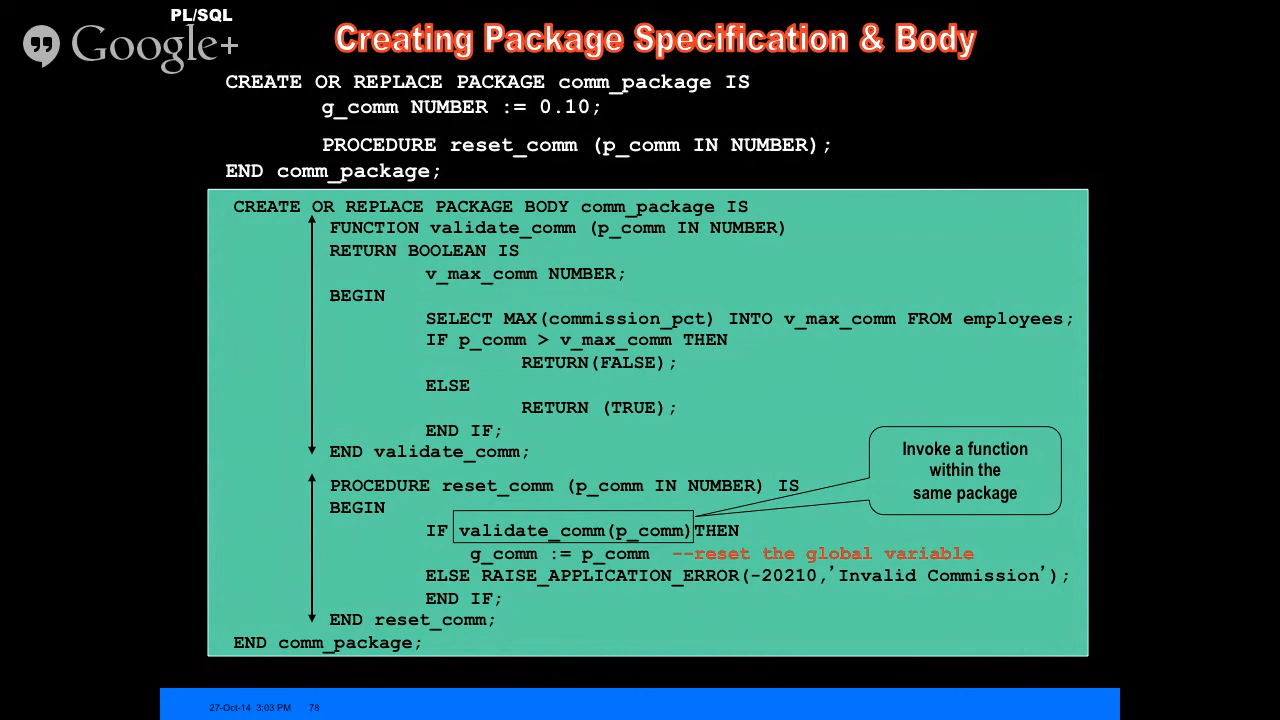 PL/SQL
Google+
Creating Package Specification & Body
CREATE OR REPLACE PACKAGE comm_package IS
g_comm NUMBER := 0.10;
PROCEDURE reset_comm (p_comm IN NUMBER);
END comm_package;
CREATE OR REPLACE PACKAGE BODY comm_package IS
FUNCTION validate_comm (p_comm IN NUMBER)
RETURN BOOLEAN IS
v_max_comm NUMBER;
BEGIN
SELECT MAX(commission_pct) INTO v_max_comm FROM employees;
IF p_comm > v_max_comm THEN
RETURN(FALSE);
ELSE
RETURN (TRUE);
END IF;
END validate_comm;
Invoke a function
within the
same package
PROCEDURE reset_comm (p_comm IN NUMBER) IS
BEGIN
IF validate_comm(p_comm)THEN
g_comm := p_comm --reset the global variable
ELSE RAISE_APPLICATION_ERROR(-20210,'Invalid Commission');
END IF;
END reset_comm;
END comm_package;
27-Oct-14 3:03 PM 78